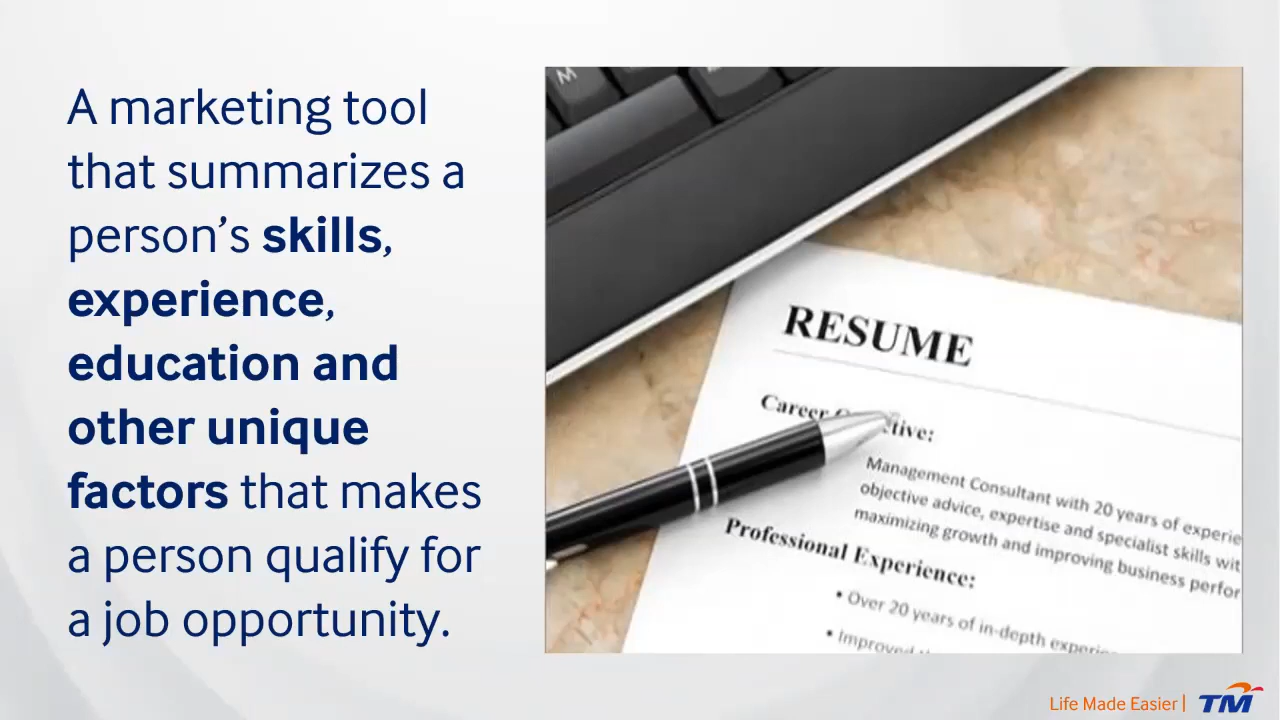 A marketing tool
that summarizes a
person’s skills,
experience,
education and
other unique
factors that makes
a person qualify for
a job opportunity.
M
RESUME
Career
Management Consultant with 20 years of
objective advice, expertise and specialist skills
maximizing growth and improving business
Professional Experience:
• Over 20 years of in-depth
• Improved
Life Made Easier | TM